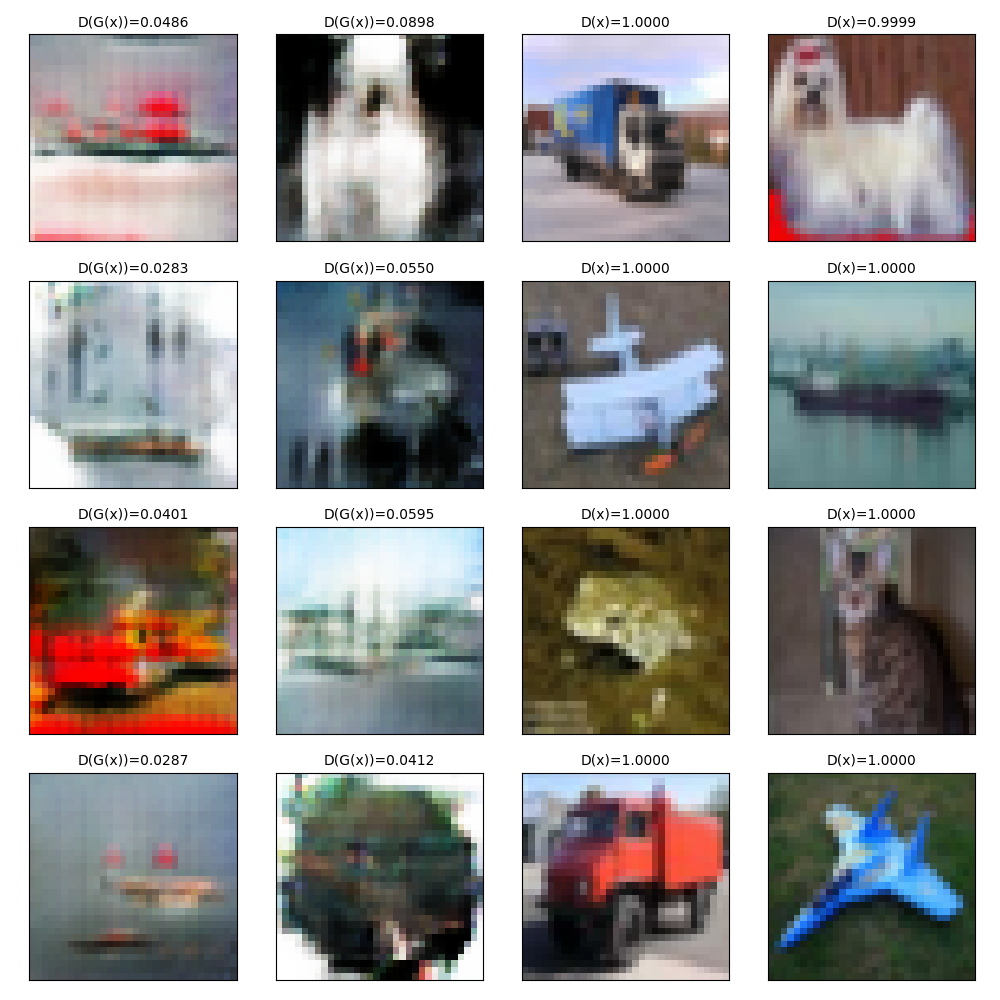 D(G(x))=0.0486 D(G(x))=0.0898 D(x)=1.0000 D(x)=0.9999
D(G(x))=0.0283 D(G(x))=0.0550 D(x)=1.0000 D(x)=1.0000
D(G(x))=0.0401 D(G(x))=0.0595 D(x)=1.0000 D(x)=1.0000
D(G(x))=0.0287 D(G(x))=0.0412 D(x)=1.0000 D(x)=1.0000